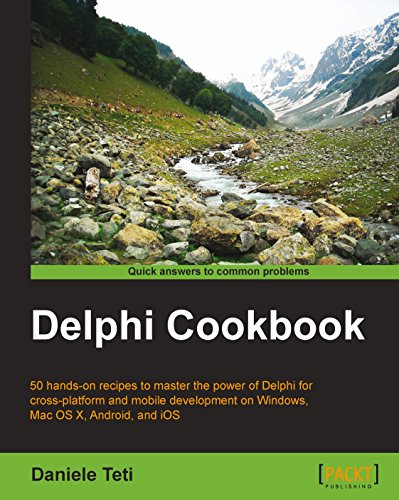 Quick answers to common problems
Delphi Cookbook
50 hands-on recipes to master the power of Delphi for
cross-platform and mobile development on Windows,
Mac OS X, Android, and iOS
Daniele Teti
[PACKT]
PUBLISHING